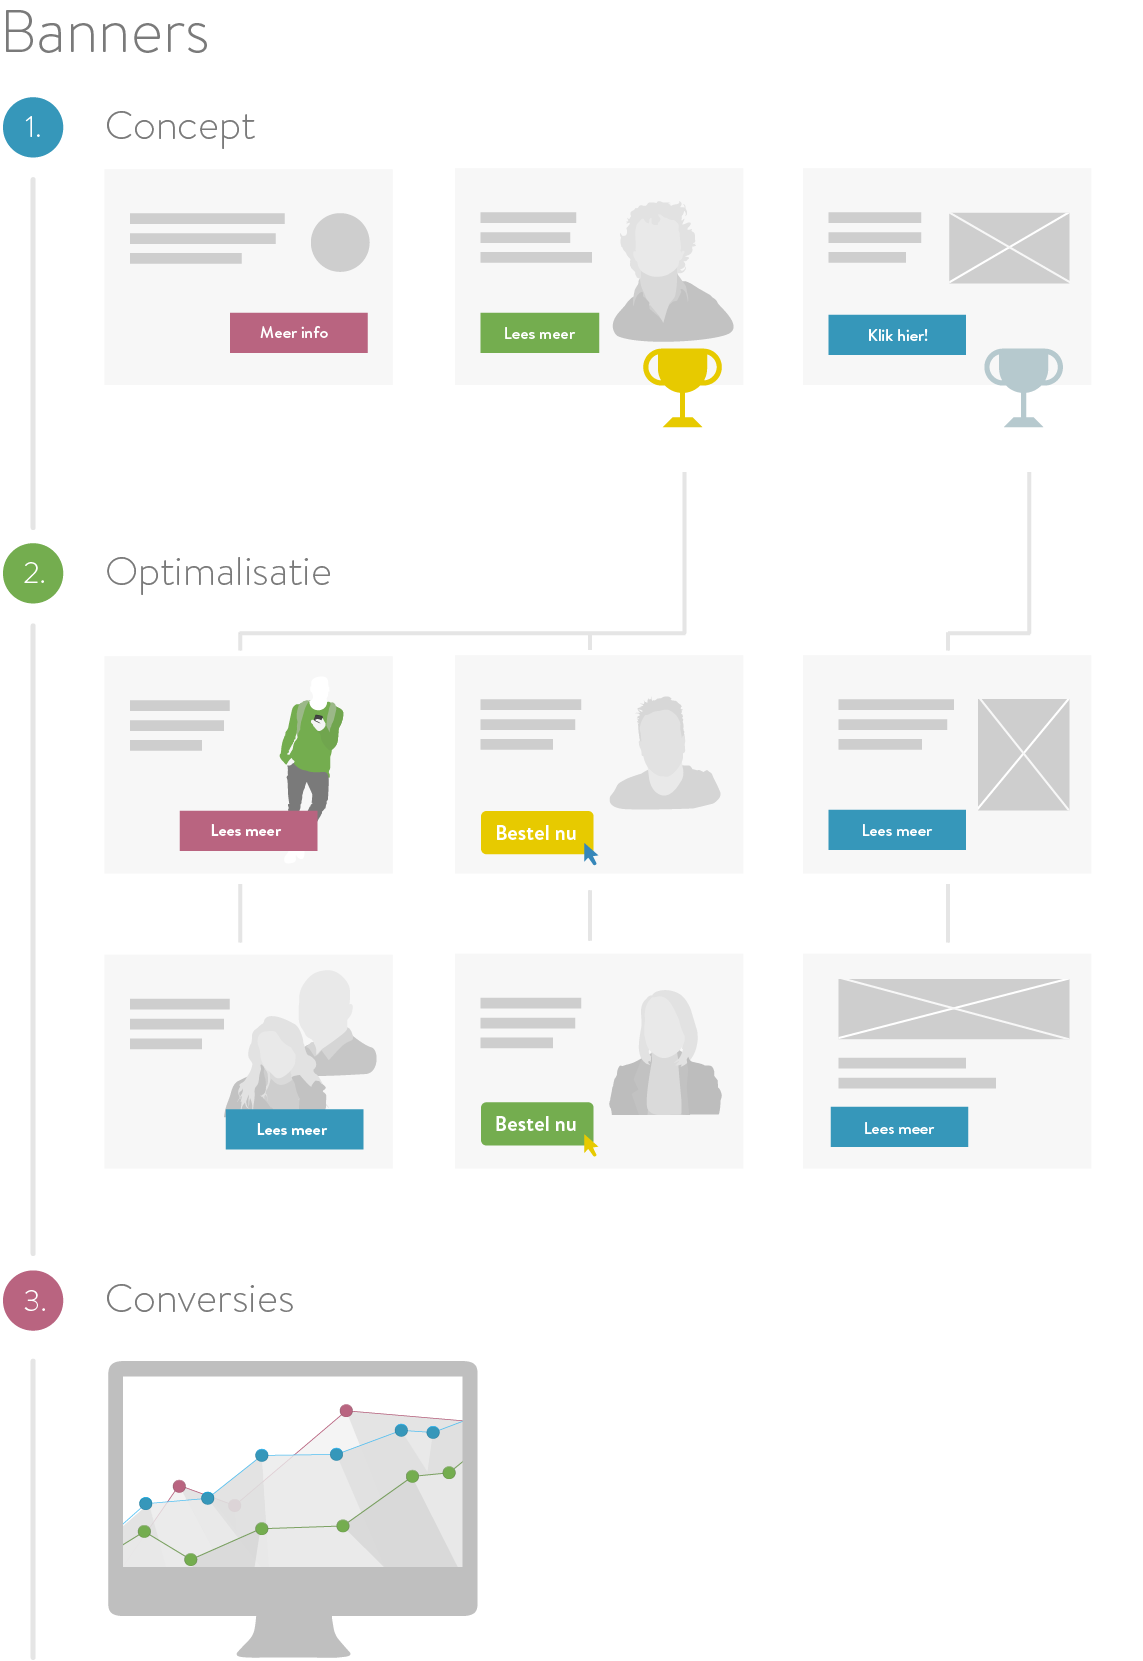 Banners
1.
Concept
Meer info
Lees meer
Klik hier!
2.
Optimalisatie
Lees meer
Bestel nu
Lees meer
Lees meer
Bestel nu
Lees meer
3.
Conversies